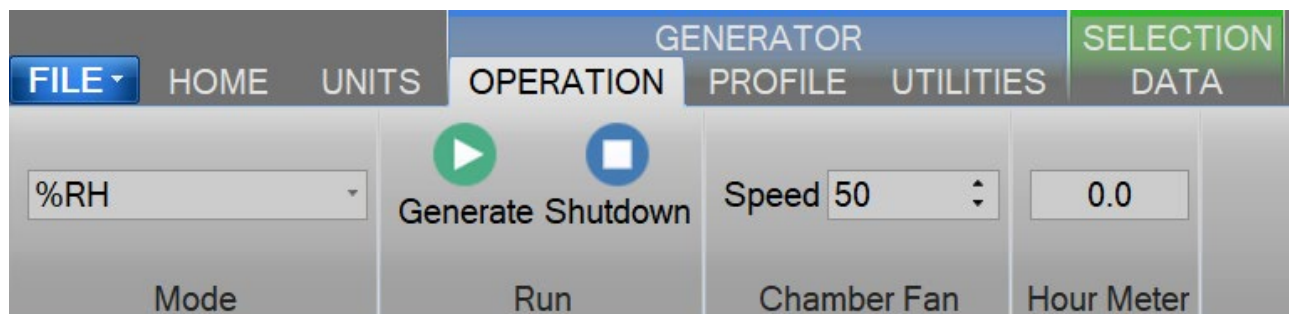 GENERATOR SELECTION
FILE HOME UNITS OPERATION PROFILE UTILITIES DATA
%RH Generate Shutdown Speed 50 0.0
Mode Run Chamber Fan Hour Meter